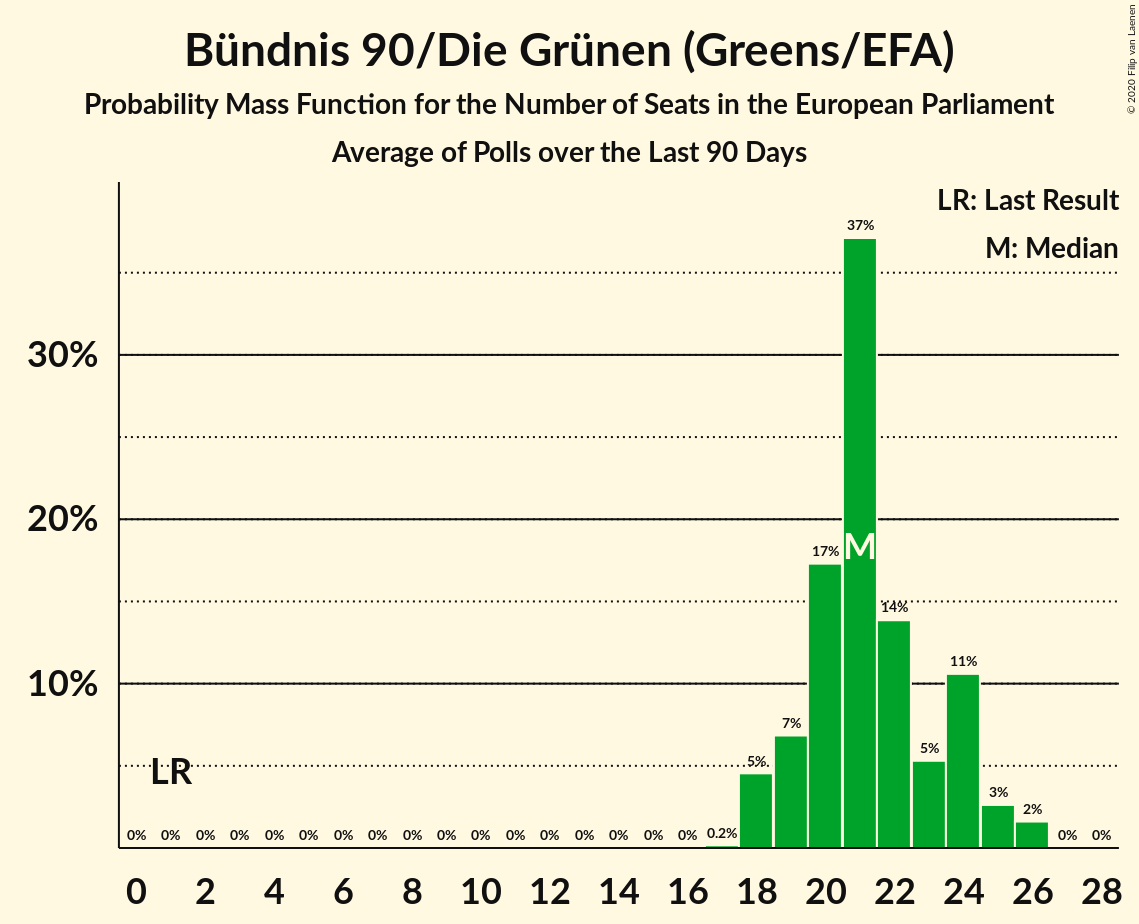 Bündnis 90/Die Grünen (Greens/EFA)
Probability Mass Function for the Number of Seats in the European Parliament
Average of Polls over the Last 90 Days
© 2020 Filip van Laenen
LR: Last Result
M: Median
37%
30%
20%
17%
M
14%
11%
10%
7%
5%
5%
LR
3%
2%
0% 0% 0% 0% 0% 0% 0% 0% 0% 0% 0% 0% 0% 0% 0% 0% 0% 0.2% 0% 0%
0 2 4 6 8 10 12 14 16 18 20 22 24 26 28